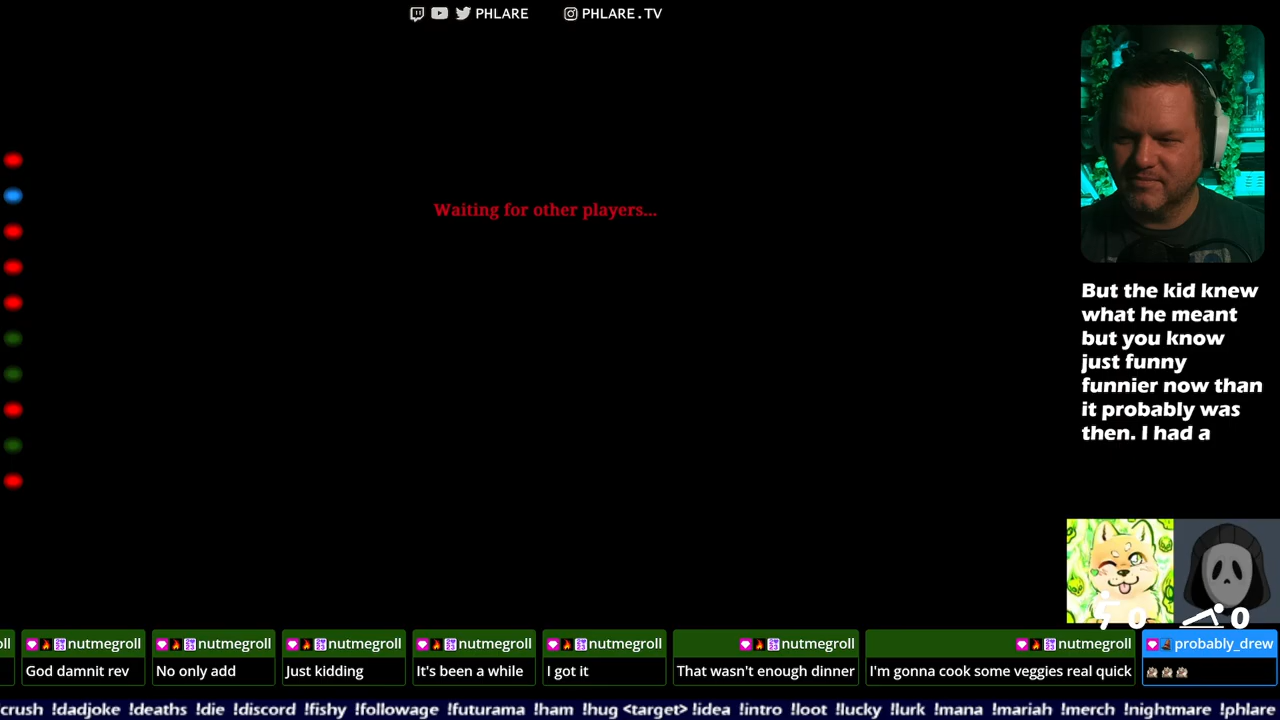 PHLARE PHLARE.TV
Waiting for other players...
But the kid knew
what he meant
but you know
just funny
funnier now than
it probably was
then. I had a
0 0
ll nutmegroll nutmegroll nutmegroll nutmegroll nutmegroll nutmegroll nutmegroll probably_drew
God damnit rev No only add Just kidding It's been a while I got it That wasn't enough dinner I'm gonna cook some veggies real quick
crush !dadjoke !deaths !die !discord !fishy !followage !futurama !ham !hug <target> !idea !intro !loot !lucky !lurk !mana !mariah !merch !nightmare !phlare